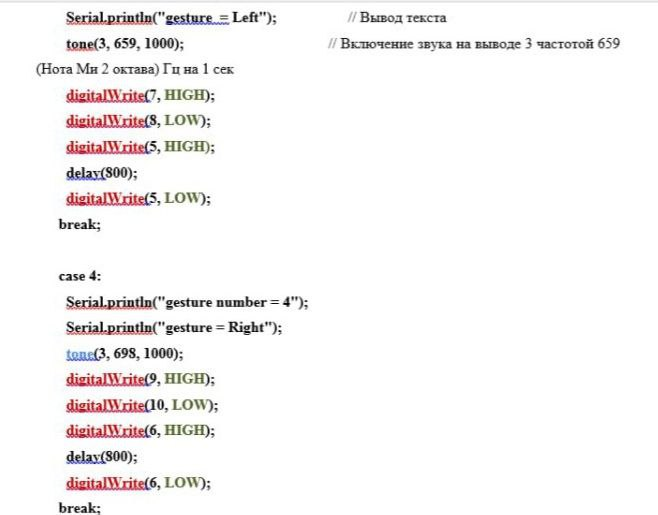 Serial.println("gesture = Left"); // Вывод текста
tone(3, 659, 1000); // Включение звука на выводе 3 частотой 659
(Нота Ми 2 октава) Гц на 1 сек
digitalWrite(7, HIGH);
digitalWrite(8, LOW);
digitalWrite(5, HIGH);
delay(800);
digitalWrite(5, LOW);
break;
case 4:
Serial.println("gesture number = 4");
Serial.println("gesture = Right");
tone(3, 698, 1000);
digitalWrite(9, HIGH);
digitalWrite(10, LOW);
digitalWrite(6, HIGH);
delay(800);
digitalWrite(6, LOW);
break;